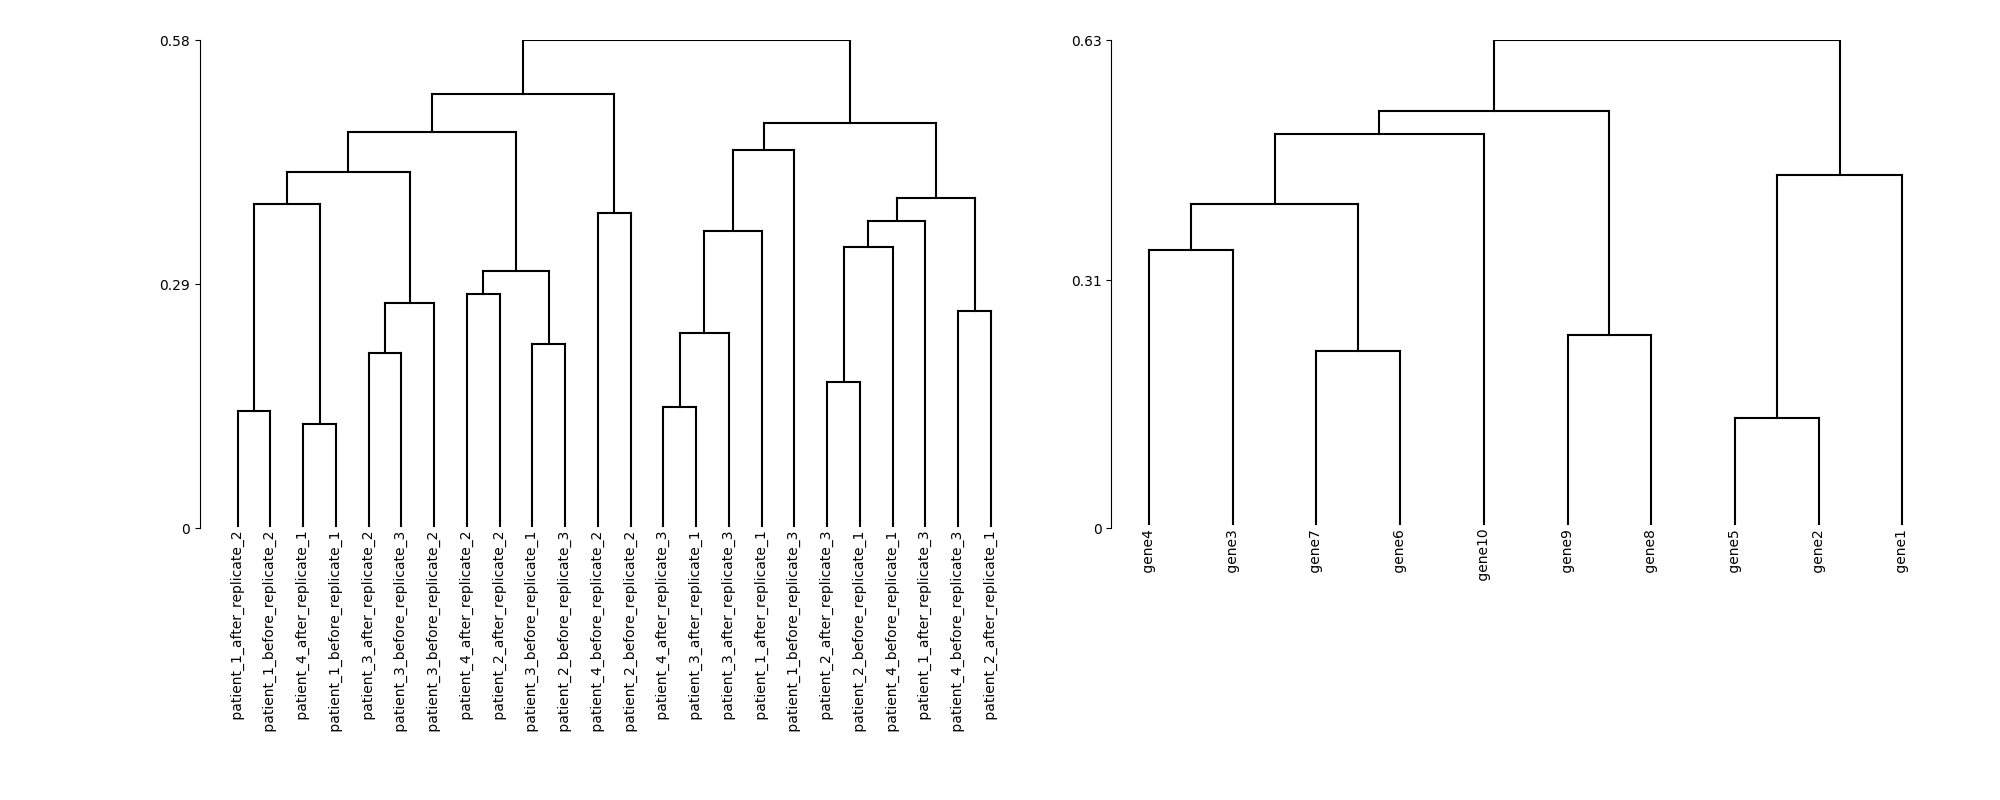 0.58
0.29
0
patient_1_after_replicate_2
patient_1_before_replicate_2
patient_4_after_replicate_1
patient_1_before_replicate_1
patient_3_after_replicate_2
patient_3_before_replicate_3
patient_3_before_replicate_2
patient_4_after_replicate_2
patient_2_after_replicate_2
patient_3_before_replicate_1
patient_2_before_replicate_3
patient_4_before_replicate_2
patient_2_before_replicate_2
patient_4_after_replicate_3
patient_3_after_replicate_1
patient_3_after_replicate_3
patient_1_after_replicate_1
patient_1_before_replicate_3
patient_2_after_replicate_3
patient_2_before_replicate_1
patient_4_before_replicate_1
patient_1_after_replicate_3
patient_4_before_replicate_3
patient_2_after_replicate_1
0.63
0.31
0
gene4
gene3
gene7
gene6
gene10
gene9
gene8
gene5
gene2
gene1